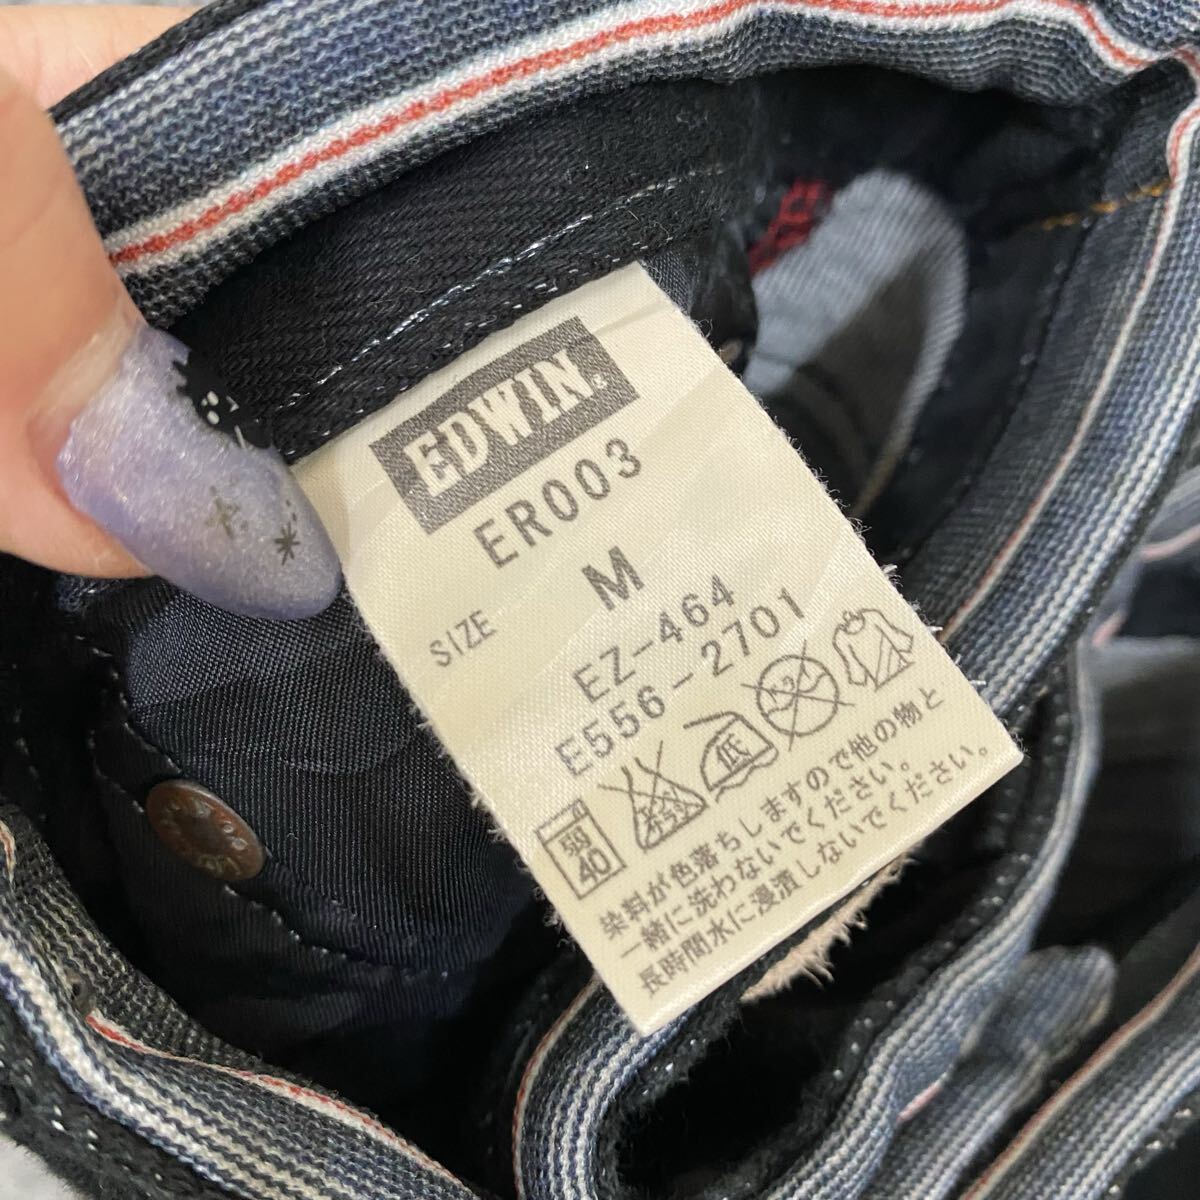 EDWIN.
ER003
SIZE M
EZ-464
E556-2701
40
低
染料が色落ちしますので他の物と
一緒に洗わないでください。
長時間水に浸漬しないでください。